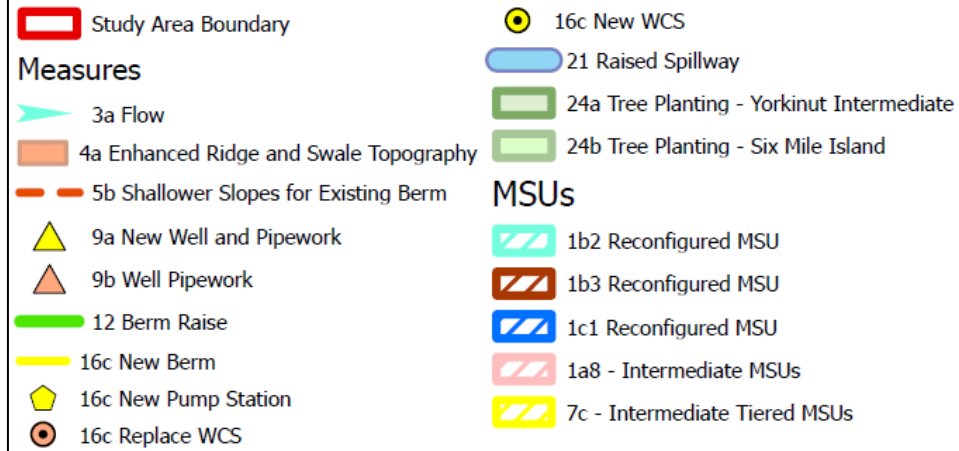 Study Area Boundary
Measures
3a Flow
4a Enhanced Ridge and Swale Topography
5b Shallower Slopes for Existing Berm
9a New Well and Pipework
9b Well Pipework
12 Berm Raise
16c New Berm
16c New Pump Station
16c Replace WCS
16c New WCS
21 Raised Spillway
24a Tree Planting - Yorkinut Intermediate
24b Tree Planting - Six Mile Island
MSUs
1b2 Reconfigured MSU
1b3 Reconfigured MSU
1c1 Reconfigured MSU
1a8 - Intermediate MSUs
7c - Intermediate Tiered MSUs